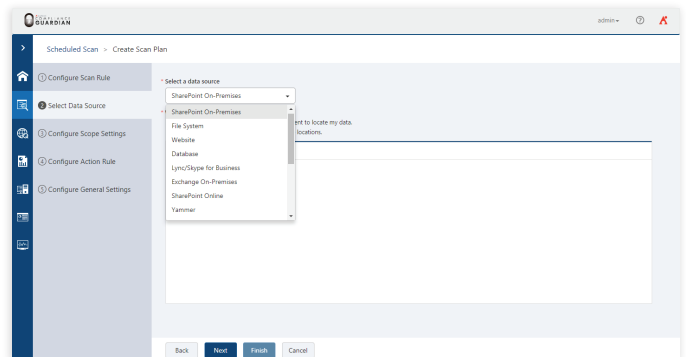 COMPLIANCE
GUARDIAN
admin
Scheduled Scan > Create Scan Plan
1 Configure Scan Rule
2 Select Data Source
3 Configure Scope Settings
4 Configure Action Rule
5 Configure General Settings
* Select a data source
SharePoint On-Premises
SharePoint On-Premises
File System
Website
Database
Lync/Skype for Business
Exchange On-Premises
SharePoint Online
Yammer
*
ent to locate my data.
locations.
Back
Next
Finish
Cancel